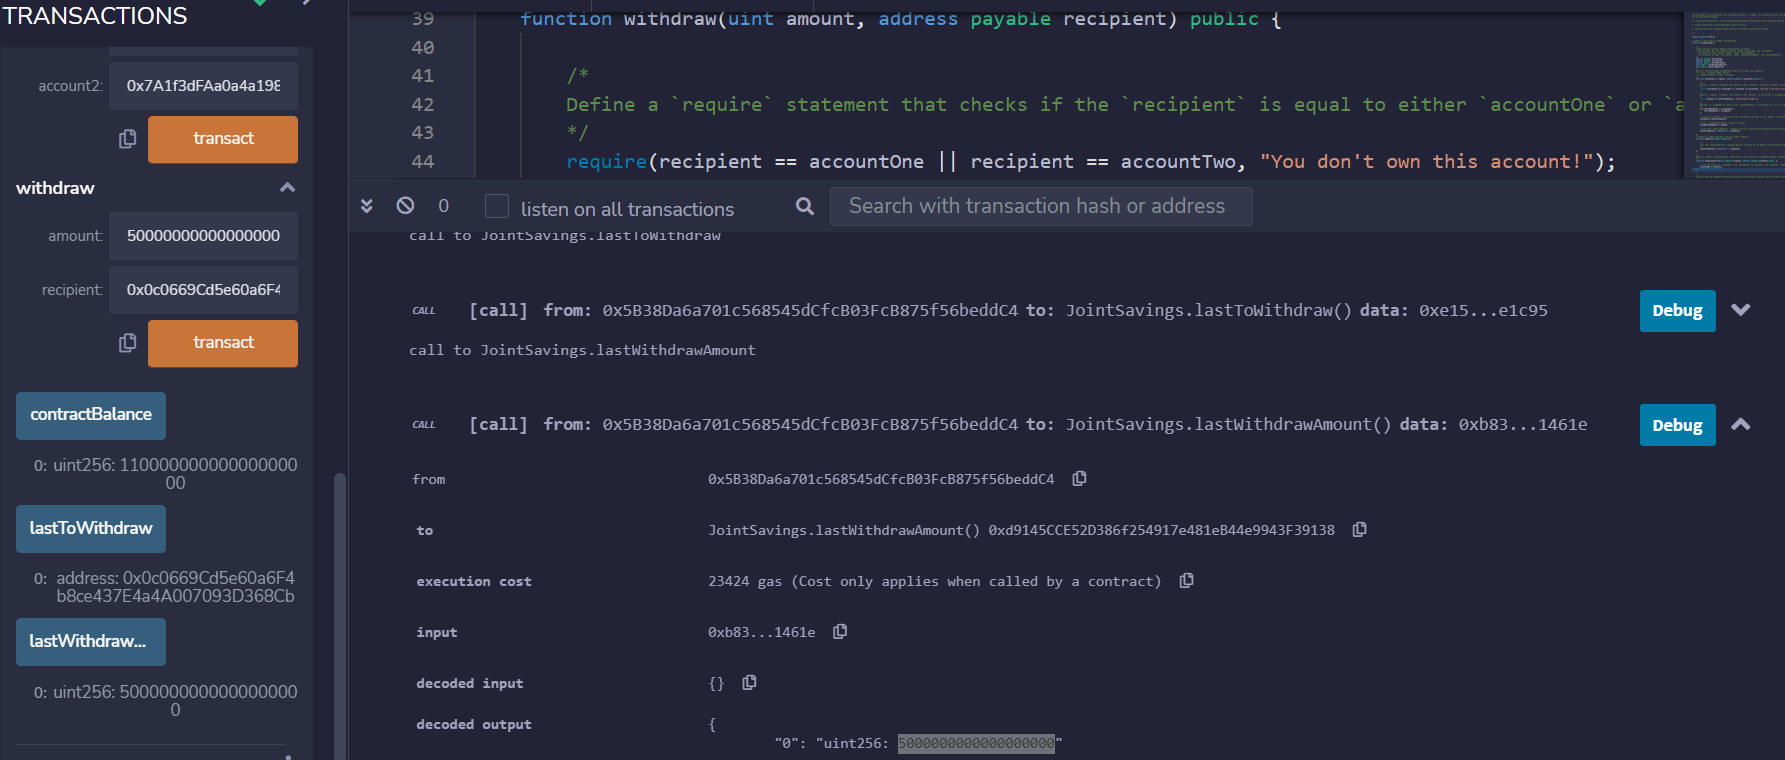 TRANSACTIONS
account2: 0x7A1f3dFAa0a4a198
transact
withdraw
amount: 50000000000000000
recipient: 0x0c0669Cd5e60a6F4
transact
contractBalance
0: uint256: 110000000000000000
00
lastToWithdraw
0: address: 0x0c0669Cd5e60a6F4
b8ce437E4a4A007093D368Cb
lastWithdraw...
0: uint256: 500000000000000000
0
39 function withdraw(uint amount, address payable recipient) public {
40
41 /*
42 Define a `require` statement that checks if the `recipient` is equal to either `accountOne` or `a
43 */
44 require(recipient == accountOne || recipient == accountTwo, "You don't own this account!");
0 listen on all transactions Search with transaction hash or address
call to JointSavings.lastToWithdraw
CALL [call] from: 0x5B38Da6a701c568545dCfcB03FcB875f56beddC4 to: JointSavings.lastToWithdraw() data: 0xe15...e1c95 Debug
call to JointSavings.lastWithdrawAmount
CALL [call] from: 0x5B38Da6a701c568545dCfcB03FcB875f56beddC4 to: JointSavings.lastWithdrawAmount() data: 0xb83...1461e Debug
from 0x5B38Da6a701c568545dCfcB03FcB875f56beddC4
to JointSavings.lastWithdrawAmount() 0xd9145CCE52D386f254917e481eB44e9943F39138
execution cost 23424 gas (Cost only applies when called by a contract)
input 0xb83...1461e
decoded input {}
decoded output {
"0": "uint256: 5000000000000000000"